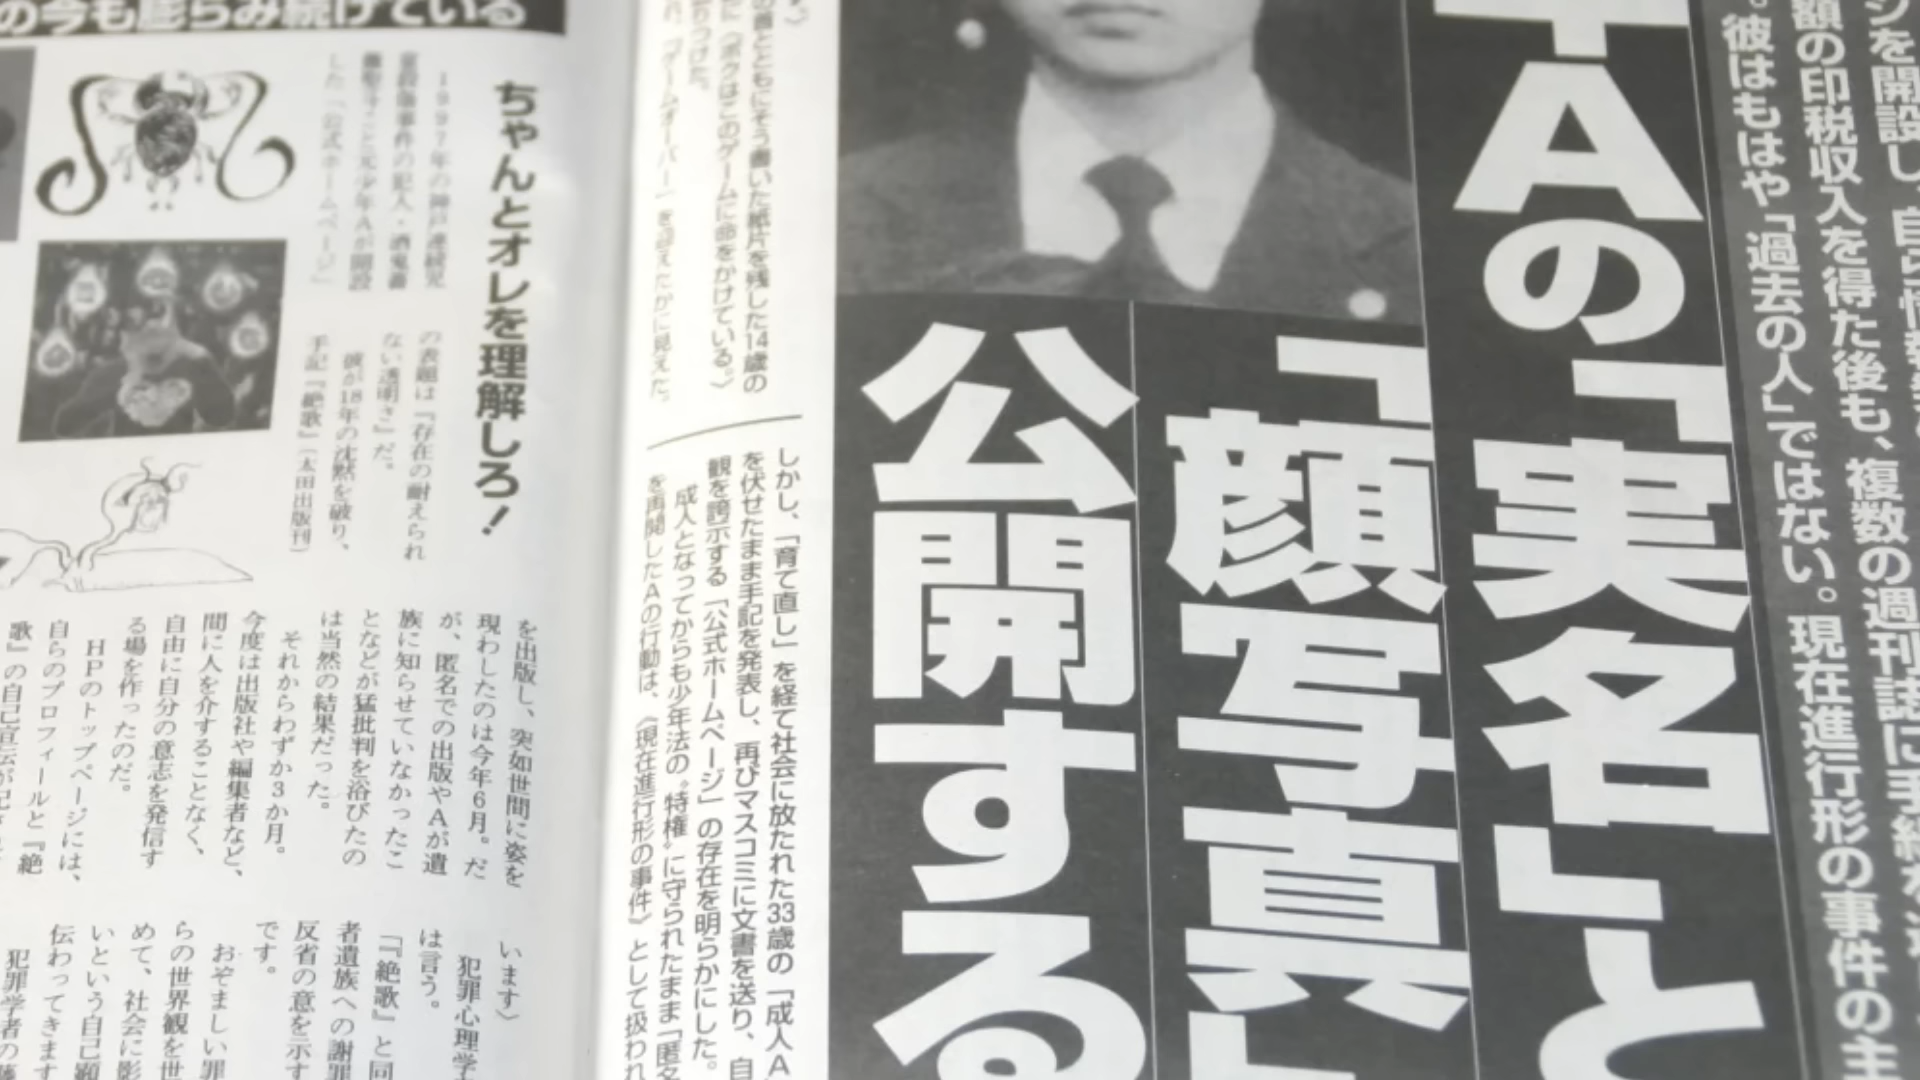 ジを開設し、自ら情報
額の印税収入を得た後も、複数の週刊誌に手紙
。彼はもはや「過去の人」ではない。現在進行形の事件の主
Aの「実名」と
「顔写真」
公開する
の首とともにそう書いた紙片を残した14歳の
に〈ボクはこのゲームに命をかけている。〉
「ゲームオーバー」を迎えたかに見えた。
しかし、「育て直し」を経て社会に放たれた33歳の「成人A
を伏せたまま手記を発表し、再びマスコミに文書を送り、自
観を誇示する「公式ホームページ」の存在を明らかにした。
成人となってからも少年法の〝特権〟に守られたまま「匿名
を再開したAの行動は、《現在進行形の事件》として扱われ
の今も膨らみ続けている
ちゃんとオレを理解しろ!
1997年の神戸連続児
童殺傷事件の犯人・酒鬼薔
薇聖斗こと元少年Aが開設
した「公式ホームページ」
の表題は『存在の耐えられ
ない透明さ』だ。
彼が18年の沈黙を破り、
手記『絶歌』(太田出版刊)
を出版し、突如世間に姿を
現わしたのは今年6月。だ
が、匿名での出版やAが遺
族に知らせていなかったこ
となどが猛批判を浴びたの
は当然の結果だった。
それからわずか3か月。
今度は出版社や編集者など、
間に人を介することなく、
自由に自分の意志を発信す
る場を作ったのだ。
HPのトップページには、
自らのプロフィールと『絶
歌』の自己宣伝が記され
います〉
犯罪心理学
は言う。
「『絶歌』と同
者遺族への謝罪
反省の意を示す
です。
おぞましい罪
らの世界観を世
めて、社会に影
いという自己顕
伝わってきます
犯罪学者の